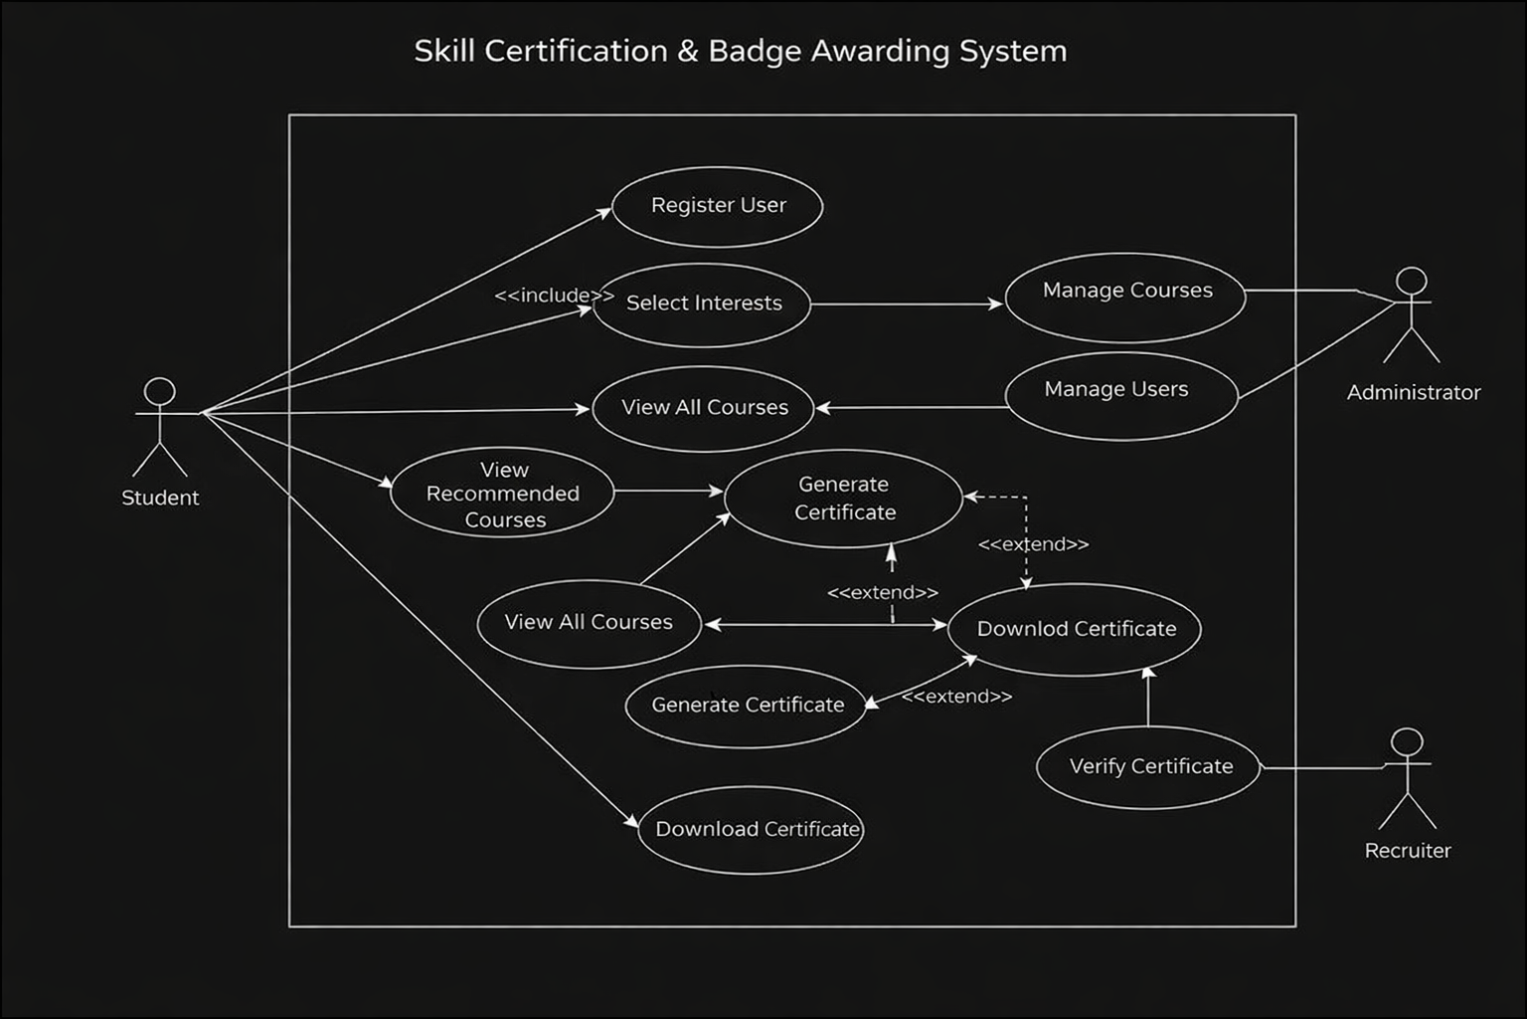 Skill Certification & Badge Awarding System
Register User
<<include>>
Select Interests
Manage Courses
Administrator
View All Courses
Manage Users
Student
View
Recommended
Courses
Generate
Certificate
<<extend>>
<<extend>>
View All Courses
Downlod Certificate
Generate Certificate
<<extend>>
Verify Certificate
Recruiter
Download Certificate